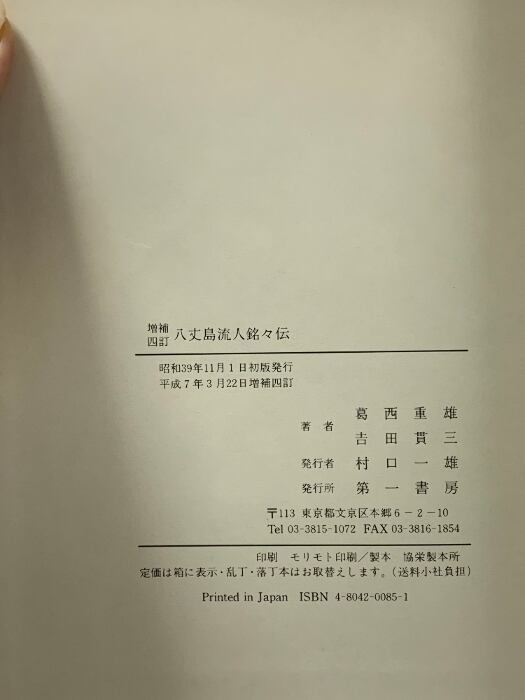 増補四訂 八丈島流人銘々伝
昭和39年11月1日初版発行
平成7年3月22日増補四訂
著者 葛西重雄
吉田貫三
発行者 村口一雄
発行所 第一書房
〒113 東京都文京区本郷6-2-10
Tel 03-3815-1072 FAX 03-3816-1854
印刷 モリモト印刷/製本 協栄製本所
定価は箱に表示・乱丁・落丁本はお取替えします。(送料小社負担)
Printed in Japan ISBN 4-8042-0085-1